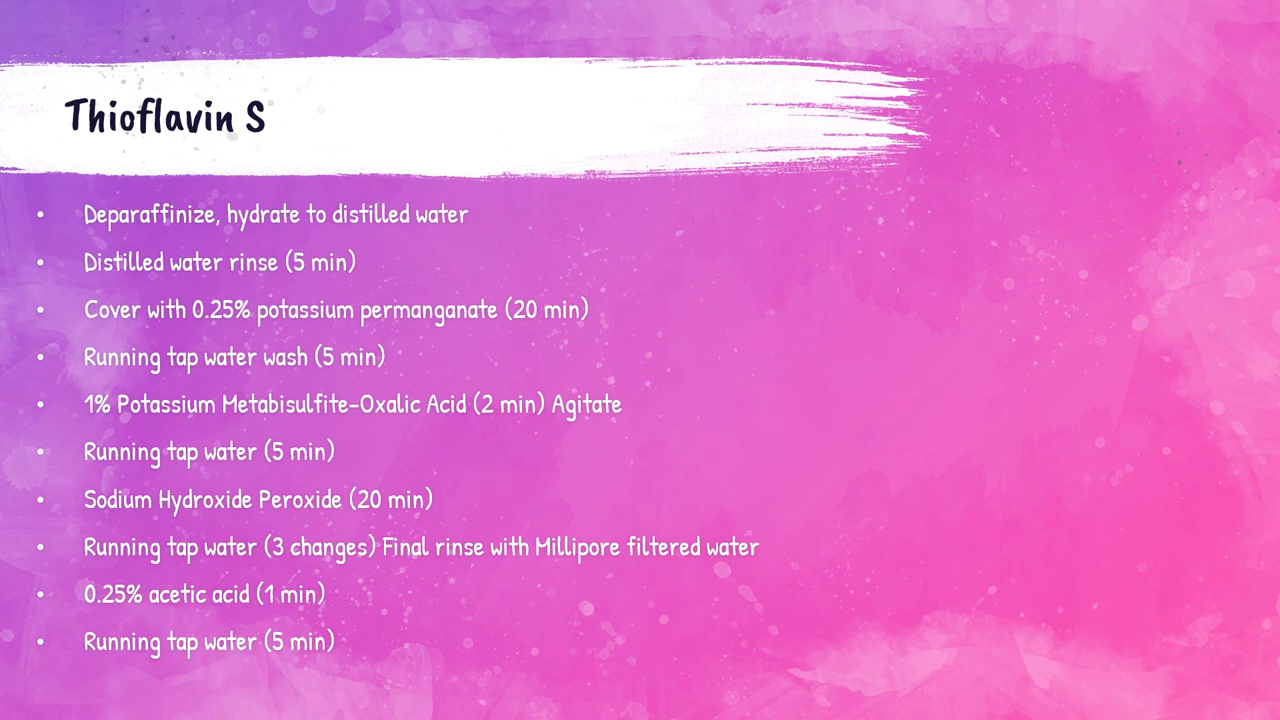 Thioflavin S
• Deparaffinize, hydrate to distilled water
• Distilled water rinse (5 min)
• Cover with 0.25% potassium permanganate (20 min)
• Running tap water wash (5 min)
• 1% Potassium Metabisulfite-Oxalic Acid (2 min) Agitate
• Running tap water (5 min)
• Sodium Hydroxide Peroxide (20 min)
• Running tap water (3 changes) Final rinse with Millipore filtered water
• 0.25% acetic acid (1 min)
• Running tap water (5 min)